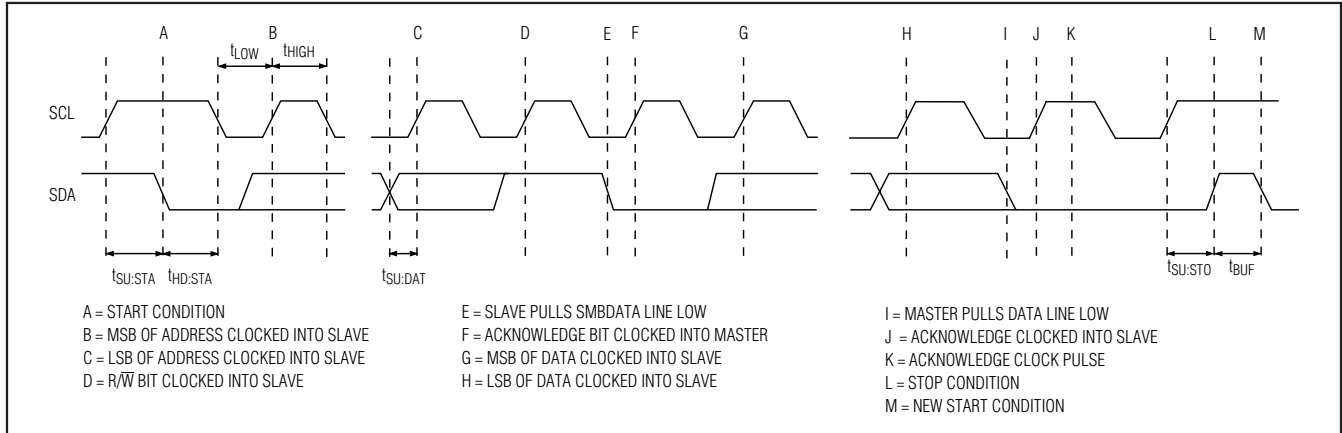 A B C D E F G H I J K L M
tLOW tHIGH
SCL
SDA
tSU:STA tHD:STA tSU:DAT tSU:STO tBUF
A = START CONDITION
B = MSB OF ADDRESS CLOCKED INTO SLAVE
C = LSB OF ADDRESS CLOCKED INTO SLAVE
D = R/W̅ BIT CLOCKED INTO SLAVE
E = SLAVE PULLS SMBDATA LINE LOW
F = ACKNOWLEDGE BIT CLOCKED INTO MASTER
G = MSB OF DATA CLOCKED INTO SLAVE
H = LSB OF DATA CLOCKED INTO SLAVE
I = MASTER PULLS DATA LINE LOW
J = ACKNOWLEDGE CLOCKED INTO SLAVE
K = ACKNOWLEDGE CLOCK PULSE
L = STOP CONDITION
M = NEW START CONDITION